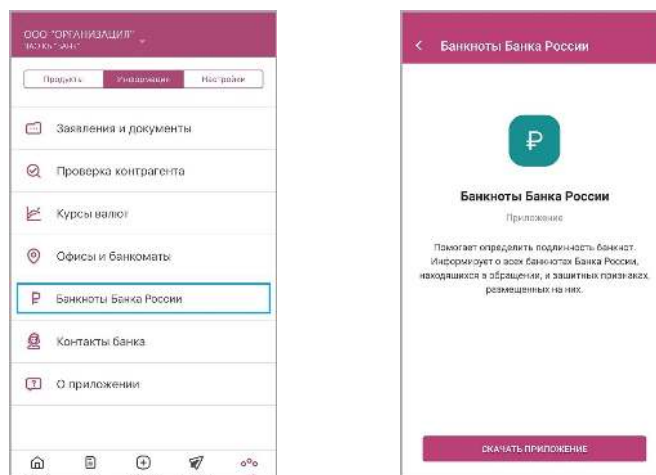 ООО "ОРГАНИЗАЦИЯ"
Продукты
Информация
Настройки
Заявления и документы
Проверка контрагента
Курсы валют
Офисы и банкоматы
Банкноты Банка России
Контакты банка
О приложении
Банкноты Банка России
Банкноты Банка России
Приложение
Помогает определить подлинность банкнот.
Информирует о всех банкнотах Банка России,
находящихся в обращении, и защитных признаках,
размещенных на них.
СКАЧАТЬ ПРИЛОЖЕНИЕ